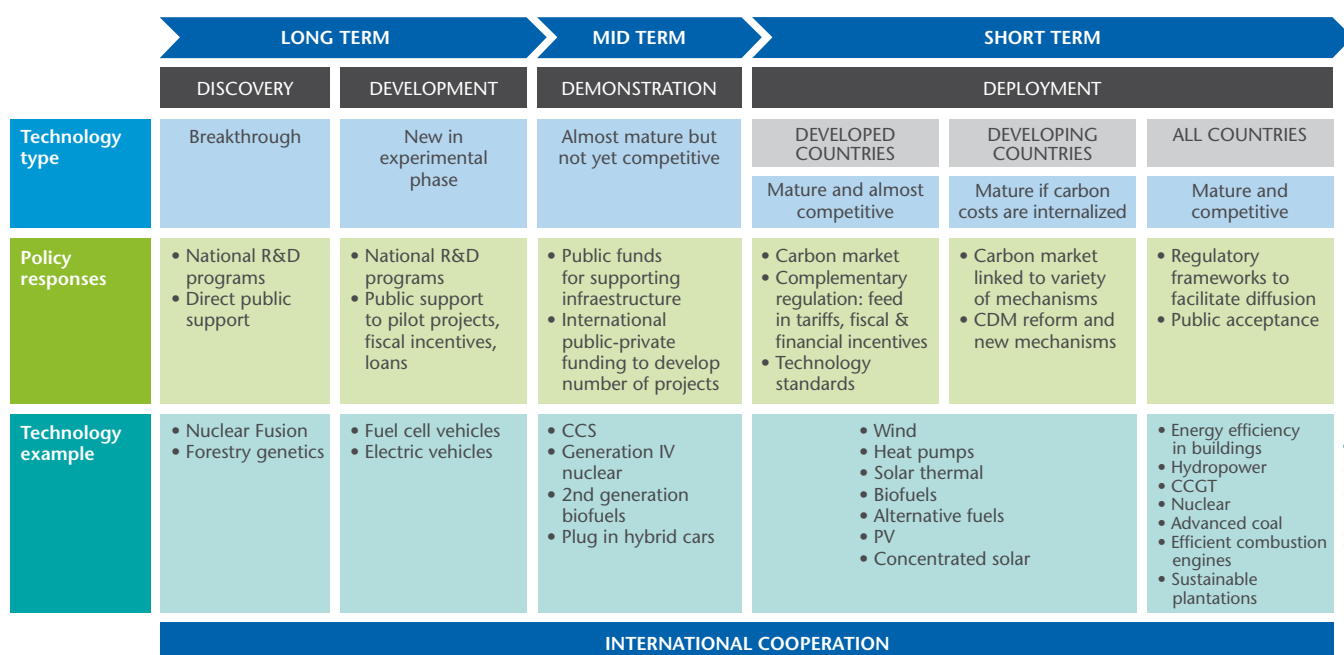 LONG TERM
MID TERM
SHORT TERM
DISCOVERY
DEVELOPMENT
DEMONSTRATION
DEPLOYMENT
Technology
type
Breakthrough
New in
experimental
phase
Almost mature but
not yet competitive
DEVELOPED
COUNTRIES
DEVELOPING
COUNTRIES
ALL COUNTRIES
Mature and almost
competitive
Mature if carbon
costs are internalized
Mature and
competitive
Policy
responses
• National R&D
programs
• Direct public
support
• National R&D
programs
• Public support
to pilot projects,
fiscal incentives,
loans
• Public funds
for supporting
infraestructure
• International
public-private
funding to develop
number of projects
• Carbon market
• Complementary
regulation: feed
in tariffs, fiscal &
financial incentives
• Technology
standards
• Carbon market
linked to variety
of mechanisms
• CDM reform and
new mechanisms
• Regulatory
frameworks to
facilitate diffusion
• Public acceptance
Technology
example
• Nuclear Fusion
• Forestry genetics
• Fuel cell vehicles
• Electric vehicles
• CCS
• Generation IV
nuclear
• 2nd generation
biofuels
• Plug in hybrid cars
• Wind
• Heat pumps
• Solar thermal
• Biofuels
• Alternative fuels
• PV
• Concentrated solar
• Energy efficiency
in buildings
• Hydropower
• CCGT
• Nuclear
• Advanced coal
• Efficient combustion
engines
• Sustainable
plantations
INTERNATIONAL COOPERATION